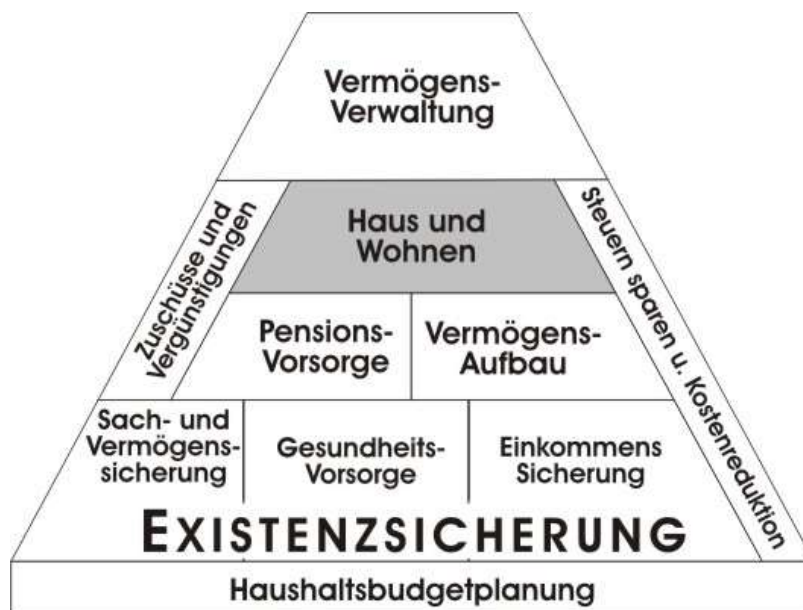 Vermögens-
Verwaltung
Zuschüsse und
Vergünstigungen
Haus und
Wohnen
Steuern sparen u. Kostenreduktion
Pensions-
Vorsorge
Vermögens-
Aufbau
Sach- und
Vermögens-
sicherung
Gesundheits-
Vorsorge
Einkommens
Sicherung
EXISTENZSICHERUNG
Haushaltsbudgetplanung